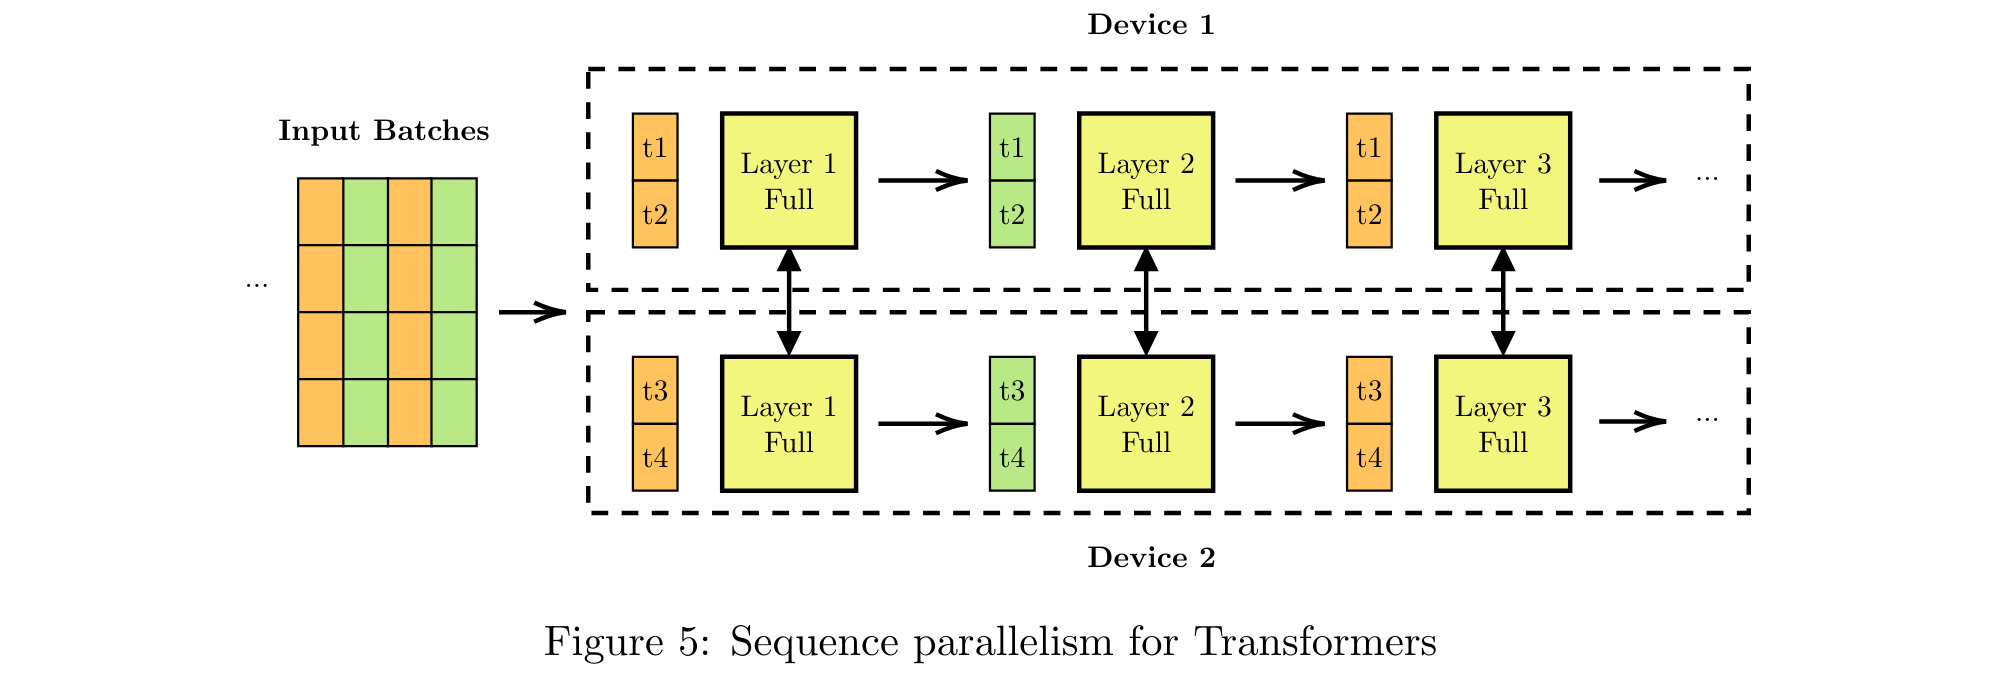 Device 1
Input Batches
t1
t2
Layer 1
Full
t1
t2
Layer 2
Full
t1
t2
Layer 3
Full
...
...
t3
t4
Layer 1
Full
t3
t4
Layer 2
Full
t3
t4
Layer 3
Full
...
Device 2
Figure 5: Sequence parallelism for Transformers